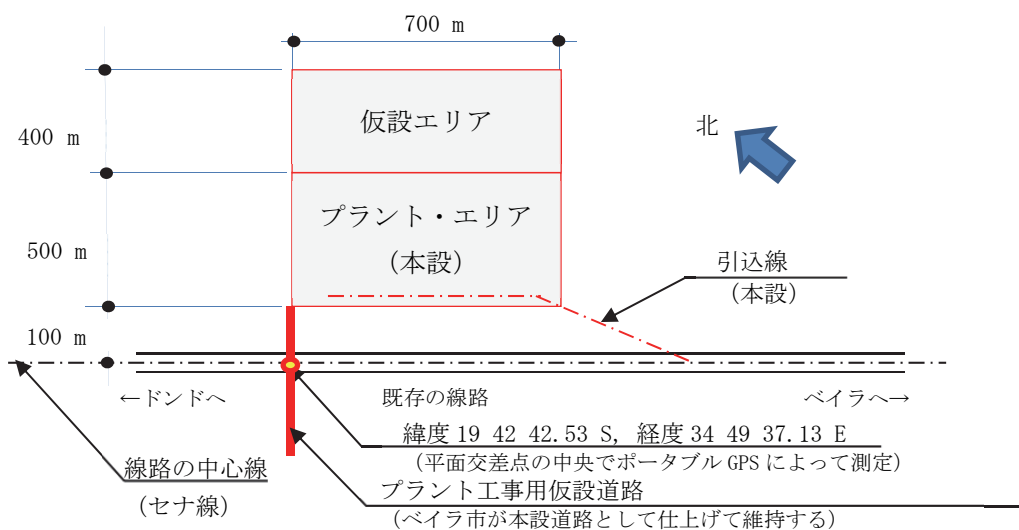 700 m
仮設エリア
400 m
北
プラント・エリア
(本設)
500 m
引込線
(本設)
100 m
←ドンドへ
既存の線路
ベイラへ→
緯度 19 42 42.53 S, 経度 34 49 37.13 E
(平面交差点の中央でポータブル GPS によって測定)
線路の中心線
(セナ線)
プラント工事用仮設道路
(ベイラ市が本設道路として仕上げて維持する)